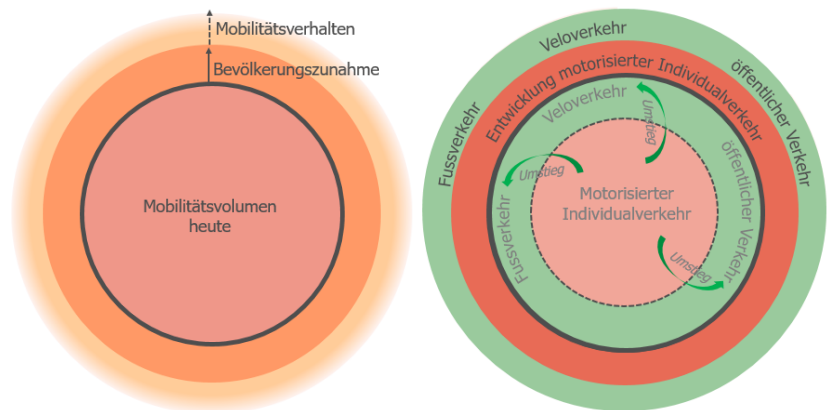 Mobilitätsverhalten
Bevölkerungszunahme
Mobilitätsvolumen
heute
Veloverkehr
Fussverkehr
öffentlicher Verkehr
Entwicklung motorisierter Individualverkehr
Veloverkehr
Umstieg
Umstieg
Fussverkehr
öffentlicher Verkehr
Motorisierter
Individualverkehr
Umstieg